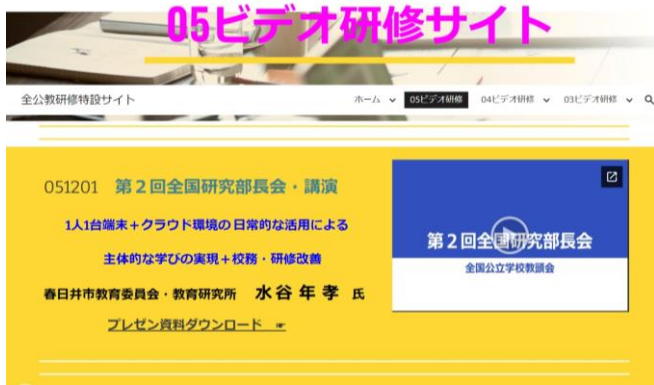 05ビデオ研修サイト
全公教研修特設サイト
ホーム 05ビデオ研修 04ビデオ研修 03ビデオ研修
051201 第2回全国研究部長会・講演
1人1台端末+クラウド環境の日常的な活用による
主体的な学びの実現+校務・研修改善
春日井市教育委員会・教育研究所 水谷年孝 氏
プレゼン資料ダウンロード ☞
第2回全国研究部長会
全国公立学校教頭会